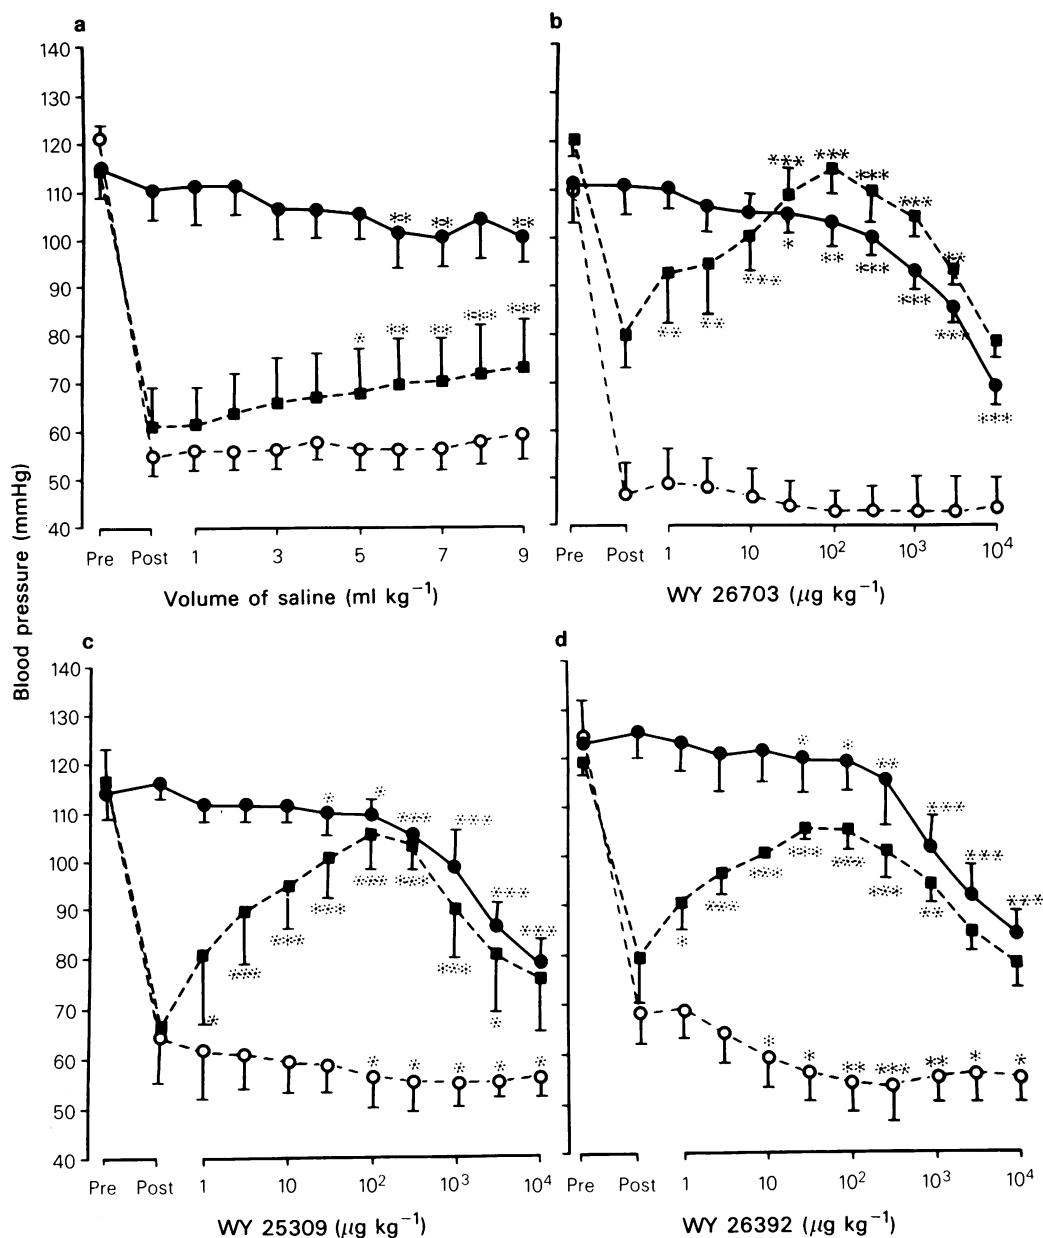 a
140
130
120
110
100
90
80
70
60
50
40
** ** **
* ** ** *** ***
Pre Post 1 3 5 7 9
Volume of saline (ml kg⁻¹)
b
*** *** *** *** **
* ** *** *** *** ***
** ** ***
Pre Post 1 10 10² 10³ 10⁴
WY 26703 (μg kg⁻¹)
Blood pressure (mmHg)
c
140
130
120
110
100
90
80
70
60
50
40
* * *** *** *** ***
* *** *** *** *** *** *** *
* * * * *
Pre Post 1 10 10² 10³ 10⁴
WY 25309 (μg kg⁻¹)
d
* * ** *** *** ***
* *** *** *** *** *** **
* * ** *** ** * *
Pre Post 1 10 10² 10³ 10⁴
WY 26392 (μg kg⁻¹)